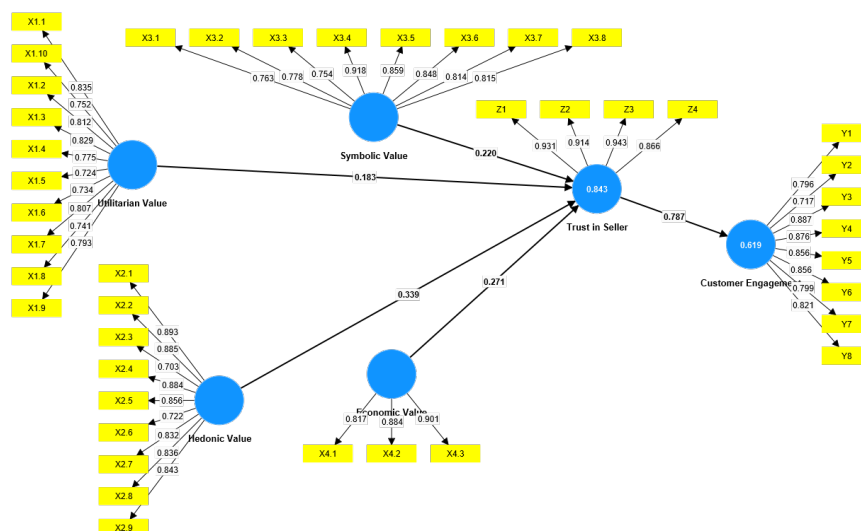 X1.1
X1.10
X1.2
X1.3
X1.4
X1.5
X1.6
X1.7
X1.8
X1.9
0.835
0.752
0.812
0.829
0.775
0.724
0.734
0.807
0.741
0.793
Utilitarian Value
X3.1
X3.2
X3.3
X3.4
X3.5
X3.6
X3.7
X3.8
0.763
0.778
0.754
0.918
0.859
0.848
0.814
0.815
Symbolic Value
0.220
0.183
Z1
Z2
Z3
Z4
0.931
0.914
0.943
0.866
0.843
Trust in Seller
0.787
Y1
Y2
Y3
Y4
Y5
Y6
Y7
Y8
0.796
0.717
0.887
0.876
0.856
0.856
0.799
0.821
0.619
Customer Engagement
X2.1
X2.2
X2.3
X2.4
X2.5
X2.6
X2.7
X2.8
X2.9
0.893
0.885
0.703
0.884
0.856
0.722
0.832
0.836
0.843
Hedonic Value
0.339
0.271
Economic Value
0.817
0.884
0.901
X4.1
X4.2
X4.3